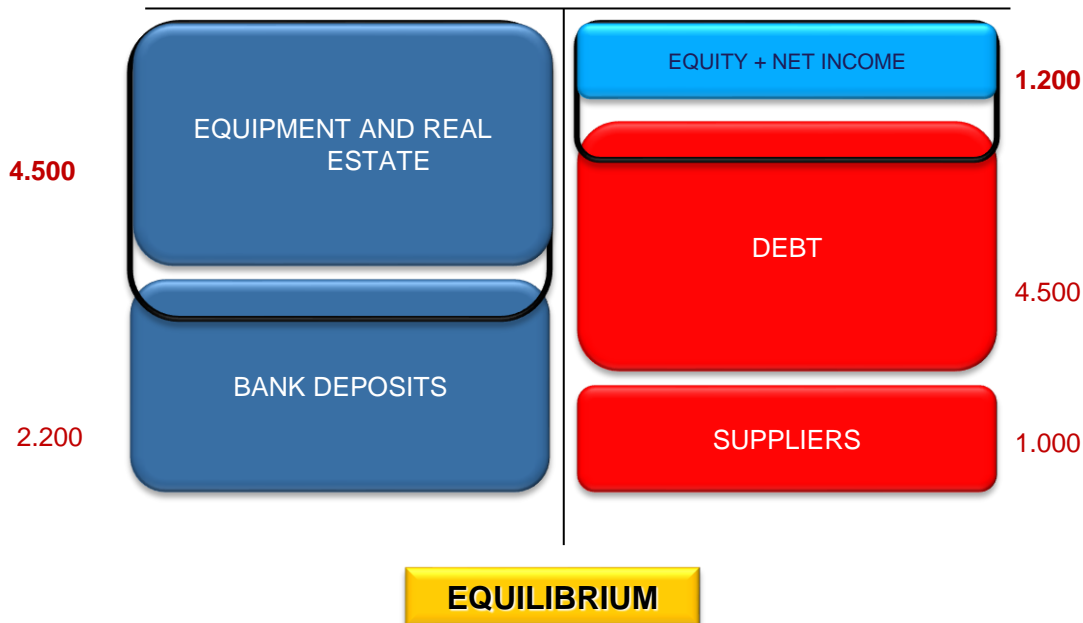 EQUITY + NET INCOME
1.200
EQUIPMENT AND REAL
ESTATE
4.500
DEBT
4.500
BANK DEPOSITS
2.200
SUPPLIERS
1.000
EQUILIBRIUM